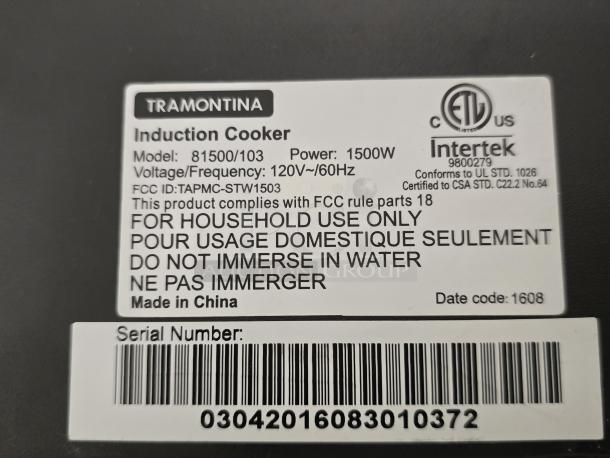 TRAMONTINA
Induction Cooker
Model: 81500/103 Power: 1500W
Voltage/Frequency: 120V~/60Hz
FCC ID:TAPMC-STW1503
This product complies with FCC rule parts 18
FOR HOUSEHOLD USE ONLY
POUR USAGE DOMESTIQUE SEULEMENT
DO NOT IMMERSE IN WATER
NE PAS IMMERGER
Made in China
C ETL US
LISTED
Intertek
9800279
Conforms to UL STD. 1026
Certified to CSA STD. C22.2 No.64
Date code: 1608
GROUP
Serial Number:
03042016083010372